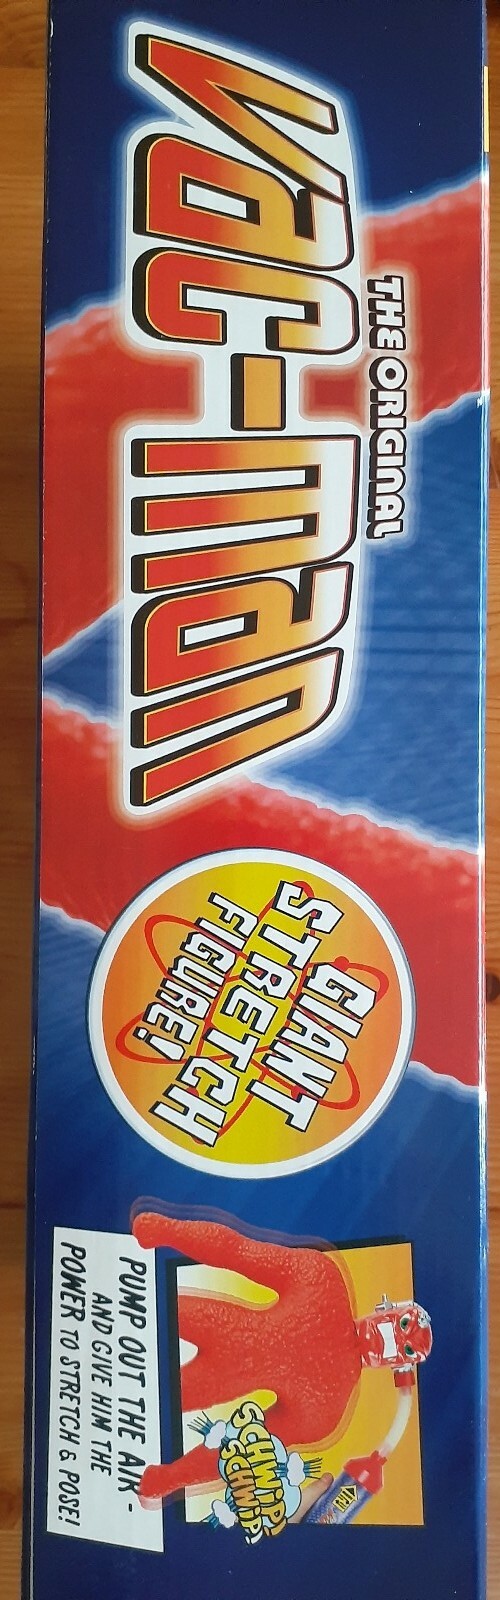 THE ORIGINAL
Vac-man
GIANT
STRETCH
FIGURE!
SCHWIP!
SCHWIP!
PUMP OUT THE AIR -
AND GIVE HIM THE
POWER TO STRETCH & POSE!